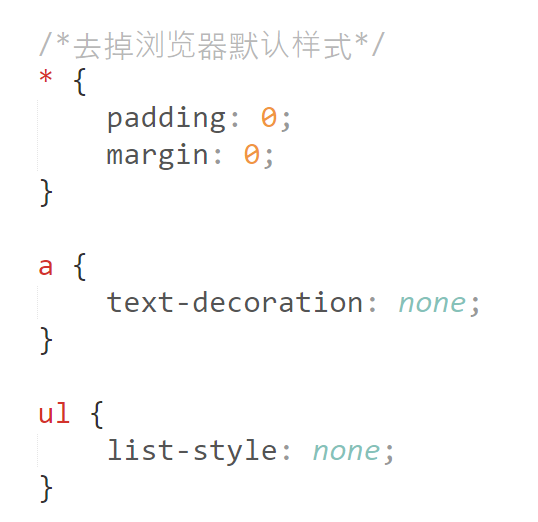 /*去掉浏览器默认样式*/
* {
    padding: 0;
    margin: 0;
}

a {
    text-decoration: none;
}

ul {
    list-style: none;
}